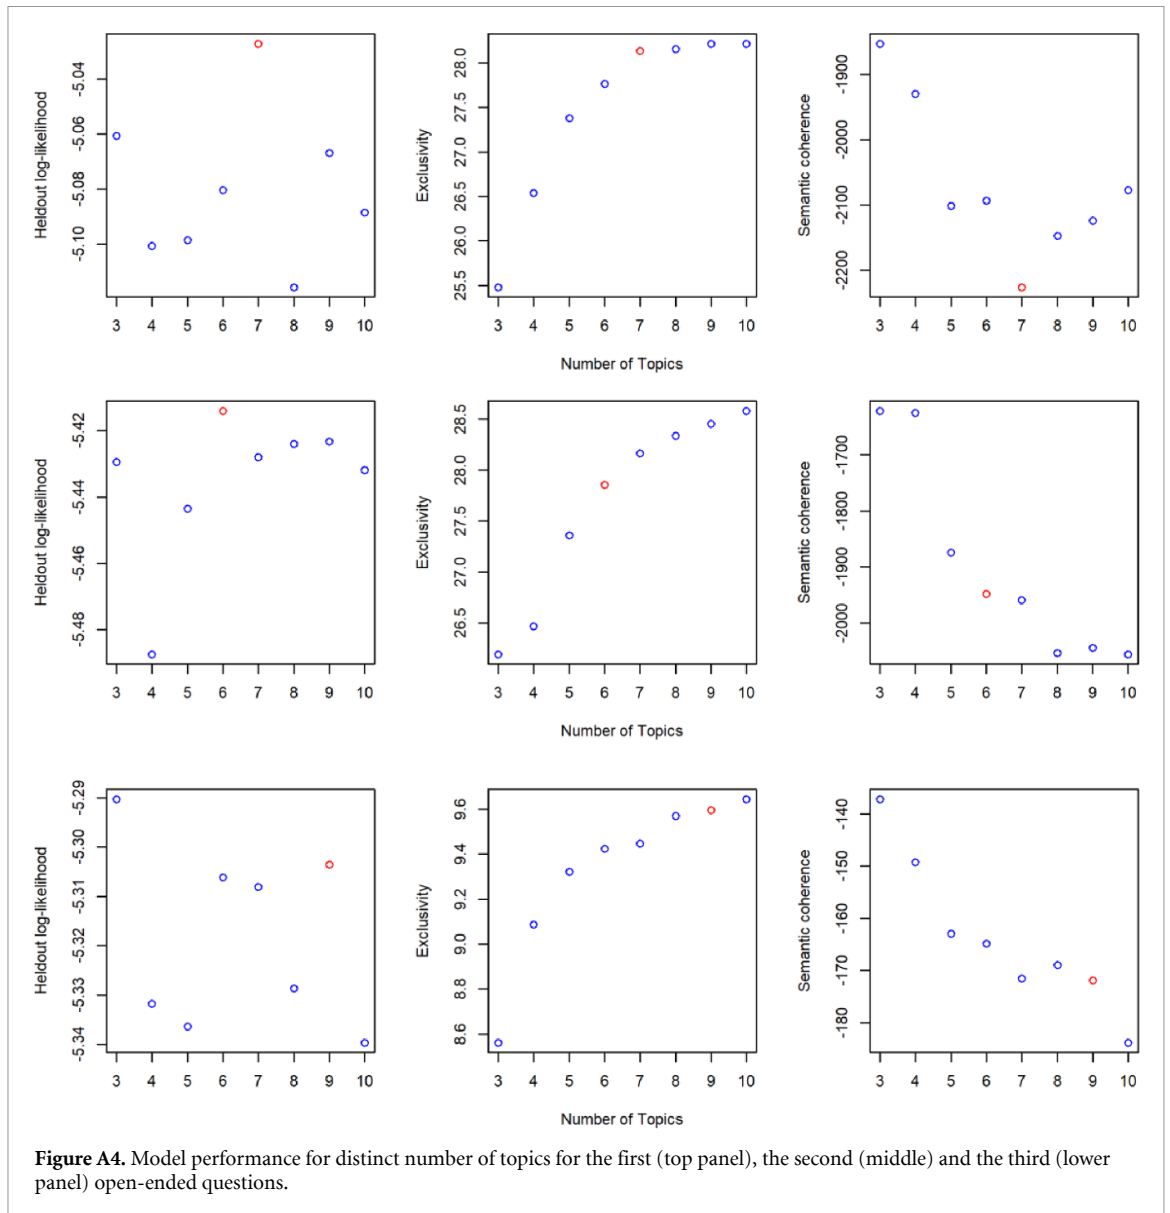 Heldout log-likelihood
-5.04
-5.06
-5.08
-5.10
3 4 5 6 7 8 9 10
Exclusivity
28.0
27.5
27.0
26.5
26.0
25.5
3 4 5 6 7 8 9 10
Number of Topics
Semantic coherence
-1900
-2000
-2100
-2200
3 4 5 6 7 8 9 10
Heldout log-likelihood
-5.42
-5.44
-5.46
-5.48
3 4 5 6 7 8 9 10
Exclusivity
28.5
28.0
27.5
27.0
26.5
3 4 5 6 7 8 9 10
Number of Topics
Semantic coherence
-1700
-1800
-1900
-2000
3 4 5 6 7 8 9 10
Heldout log-likelihood
-5.29
-5.30
-5.31
-5.32
-5.33
-5.34
3 4 5 6 7 8 9 10
Exclusivity
9.6
9.4
9.2
9.0
8.8
8.6
3 4 5 6 7 8 9 10
Number of Topics
Semantic coherence
-140
-150
-160
-170
-180
3 4 5 6 7 8 9 10
Figure A4. Model performance for distinct number of topics for the first (top panel), the second (middle) and the third (lower
panel) open-ended questions.